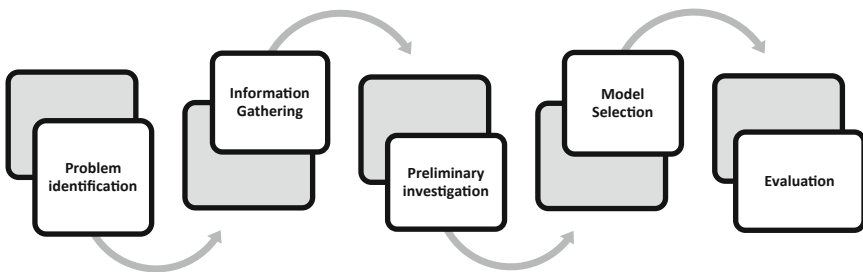 Problem
identification
Information
Gathering
Preliminary
investigation
Model
Selection
Evaluation